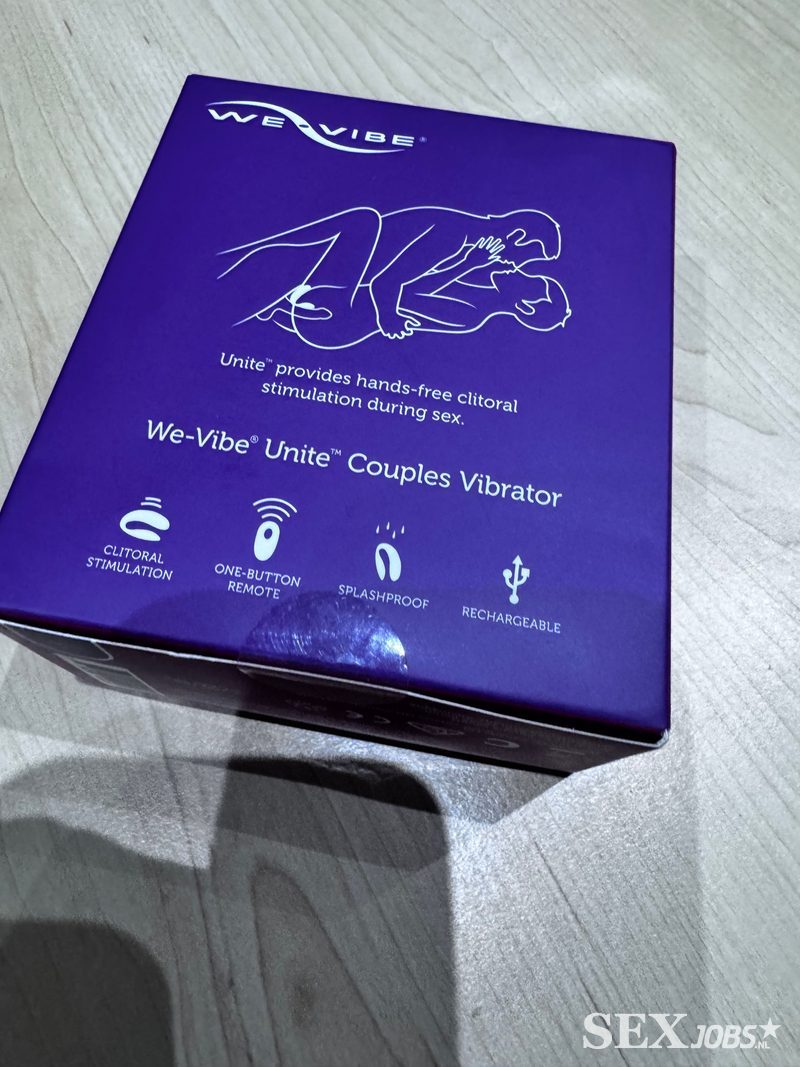 WE-VIBE®
Unite™ provides hands-free clitoral
stimulation during sex.
We-Vibe® Unite™ Couples Vibrator
CLITORAL
STIMULATION
ONE-BUTTON
REMOTE
SPLASHPROOF
RECHARGEABLE
SEXJOBS.NL